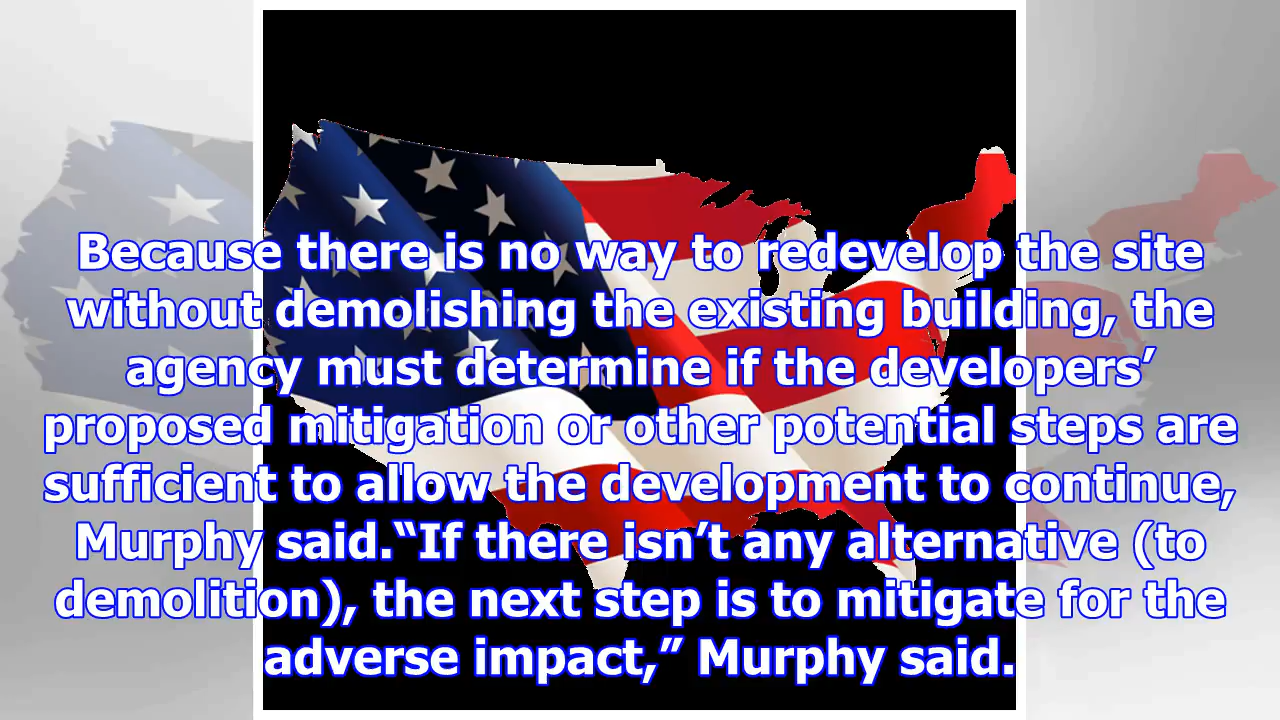 Because there is no way to redevelop the site
without demolishing the existing building, the
agency must determine if the developers’
proposed mitigation or other potential steps are
sufficient to allow the development to continue,
Murphy said.“If there isn’t any alternative (to
demolition), the next step is to mitigate for the
adverse impact,” Murphy said.